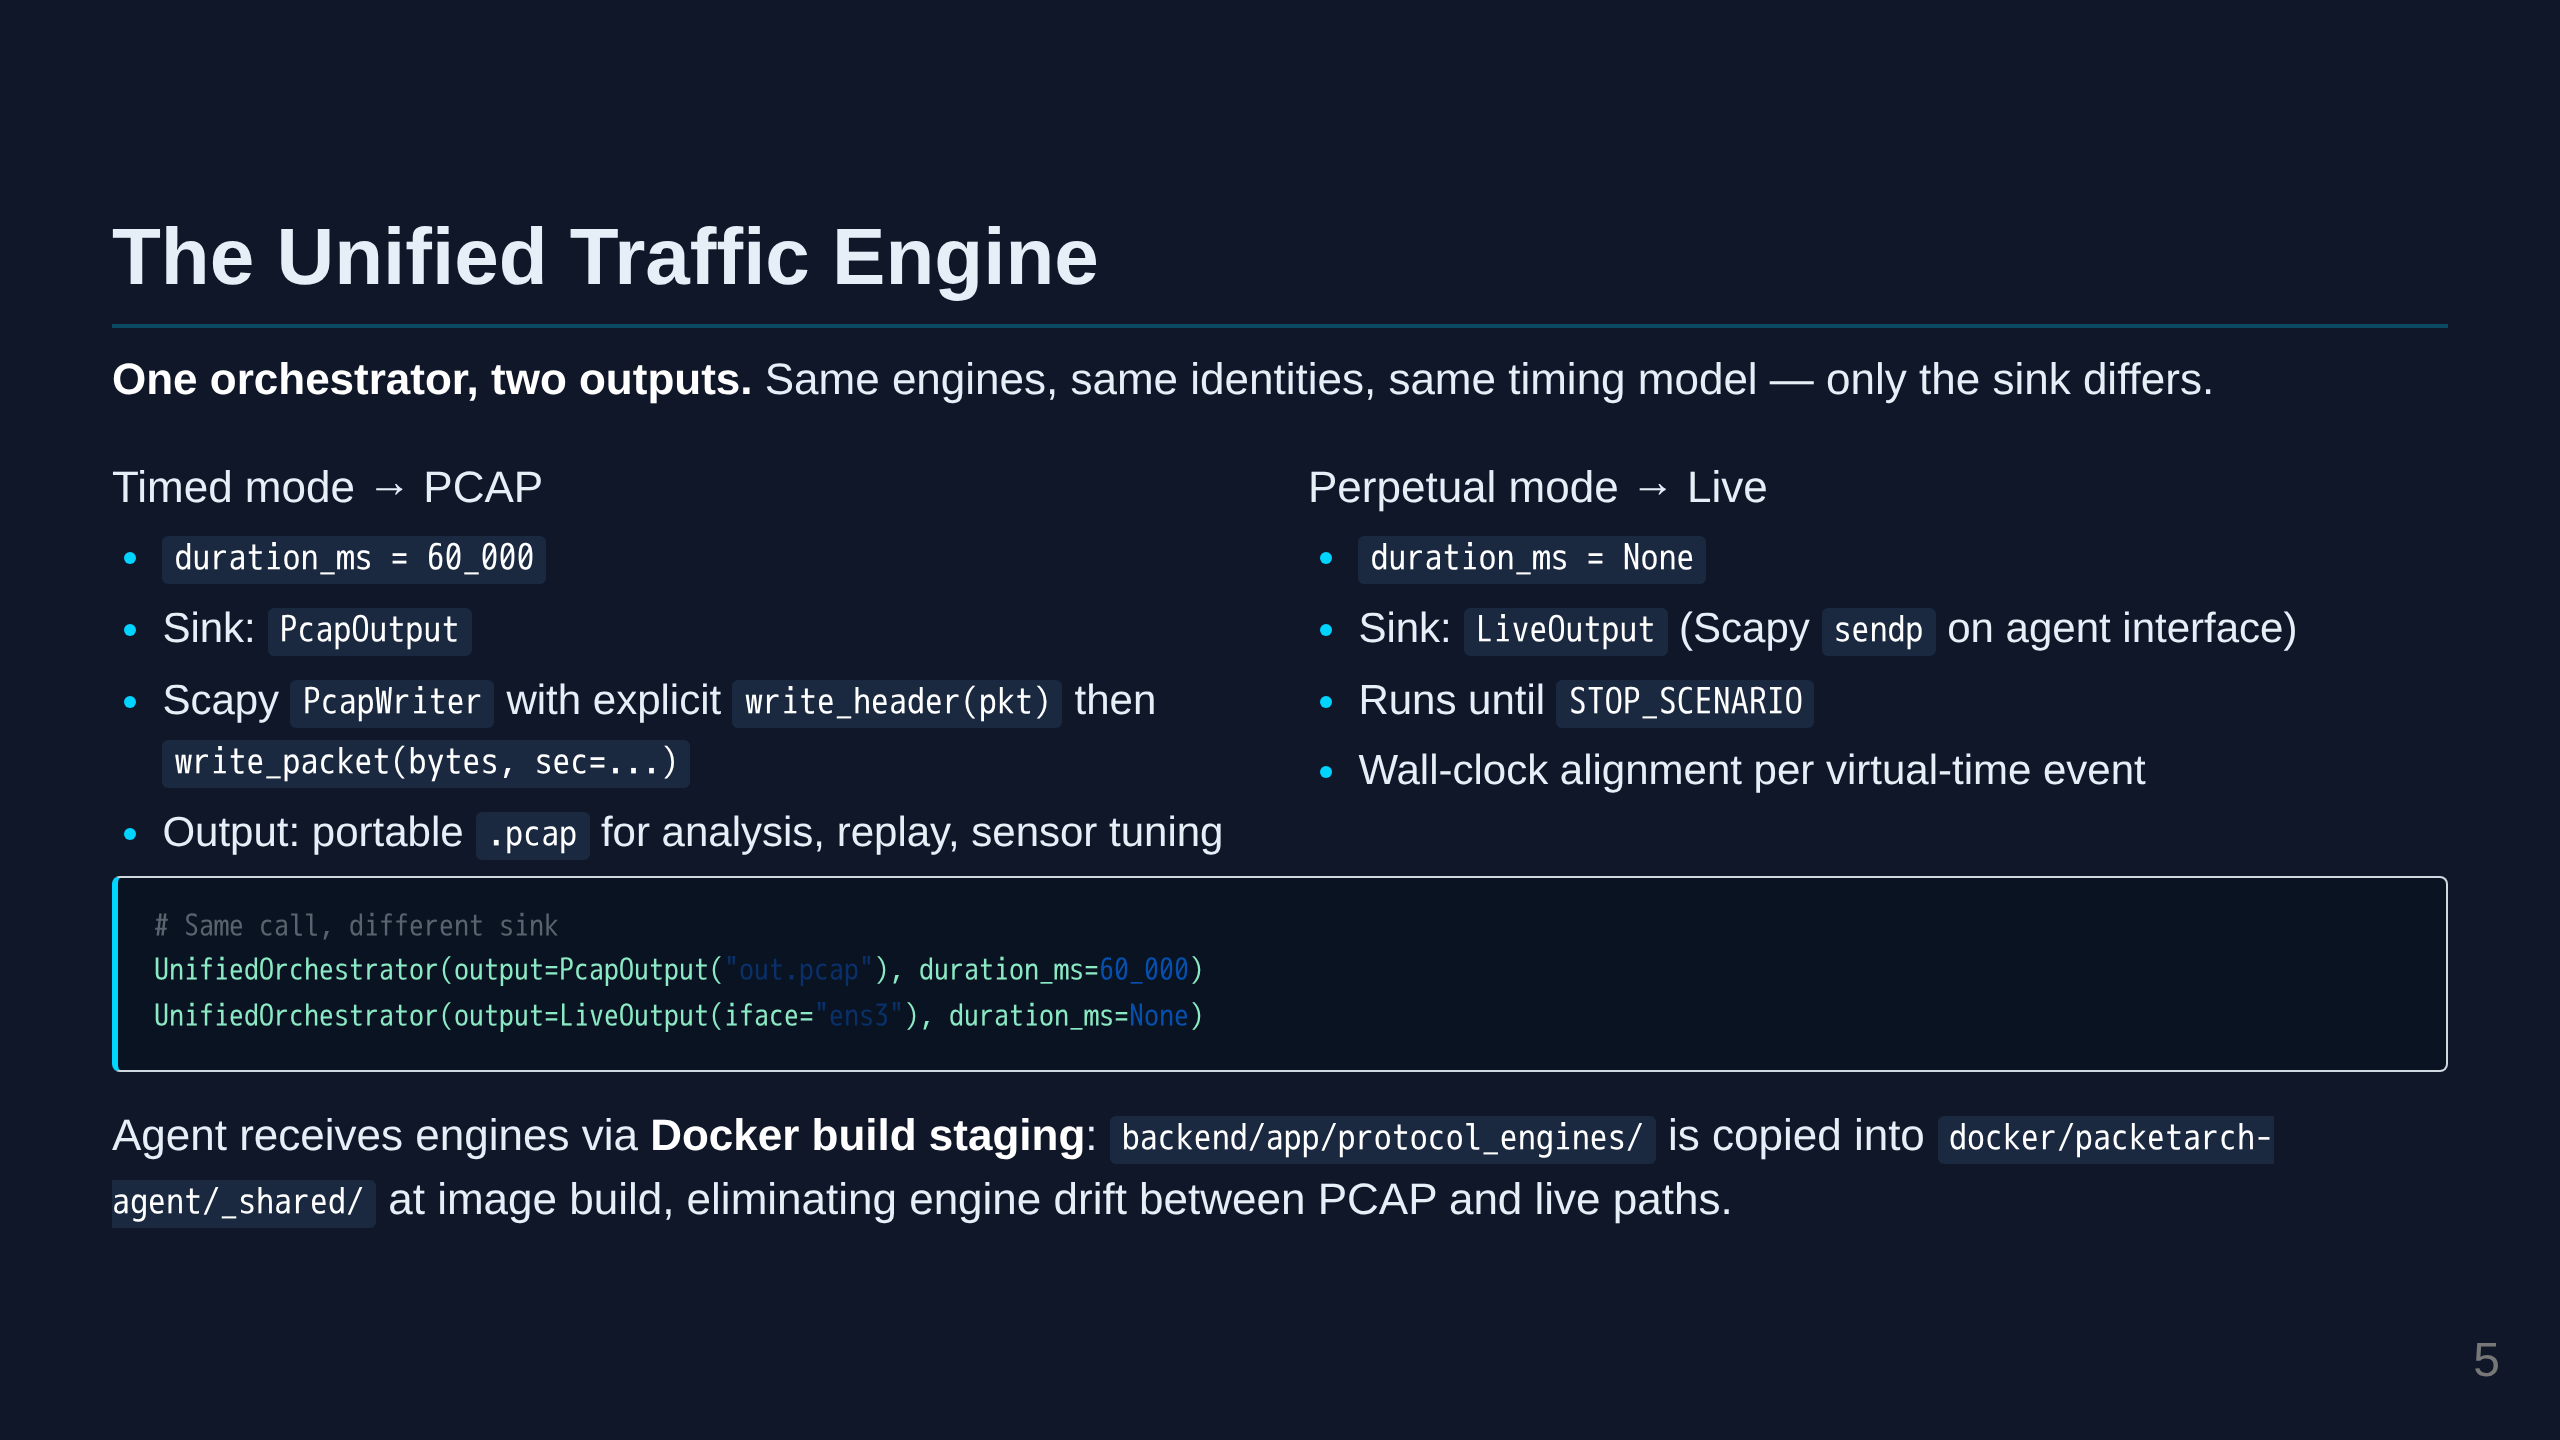 The Unified Traffic Engine
One orchestrator, two outputs. Same engines, same identities, same timing model — only the sink differs.
Timed mode → PCAP
• duration_ms = 60_000
• Sink: PcapOutput
• Scapy PcapWriter with explicit write_header(pkt) then
write_packet(bytes, sec=...)
• Output: portable .pcap for analysis, replay, sensor tuning
Perpetual mode → Live
• duration_ms = None
• Sink: LiveOutput (Scapy sendp on agent interface)
• Runs until STOP_SCENARIO
• Wall-clock alignment per virtual-time event
# Same call, different sink
UnifiedOrchestrator(output=PcapOutput("out.pcap"), duration_ms=60_000)
UnifiedOrchestrator(output=LiveOutput(iface="ens3"), duration_ms=None)
Agent receives engines via Docker build staging: backend/app/protocol_engines/ is copied into docker/packetarch-
agent/_shared/ at image build, eliminating engine drift between PCAP and live paths.
5